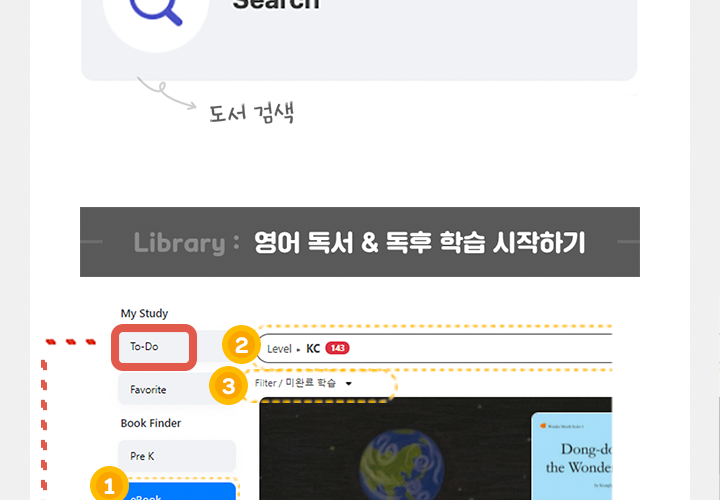 Search
도서 검색
Library : 영어 독서 & 독후 학습 시작하기
My Study
To-Do
2
Level ▸ KC 143
Favorite
3
Filter / 미완료 학습
Book Finder
Pre K
Dong-do
the Wonde
1
eBook